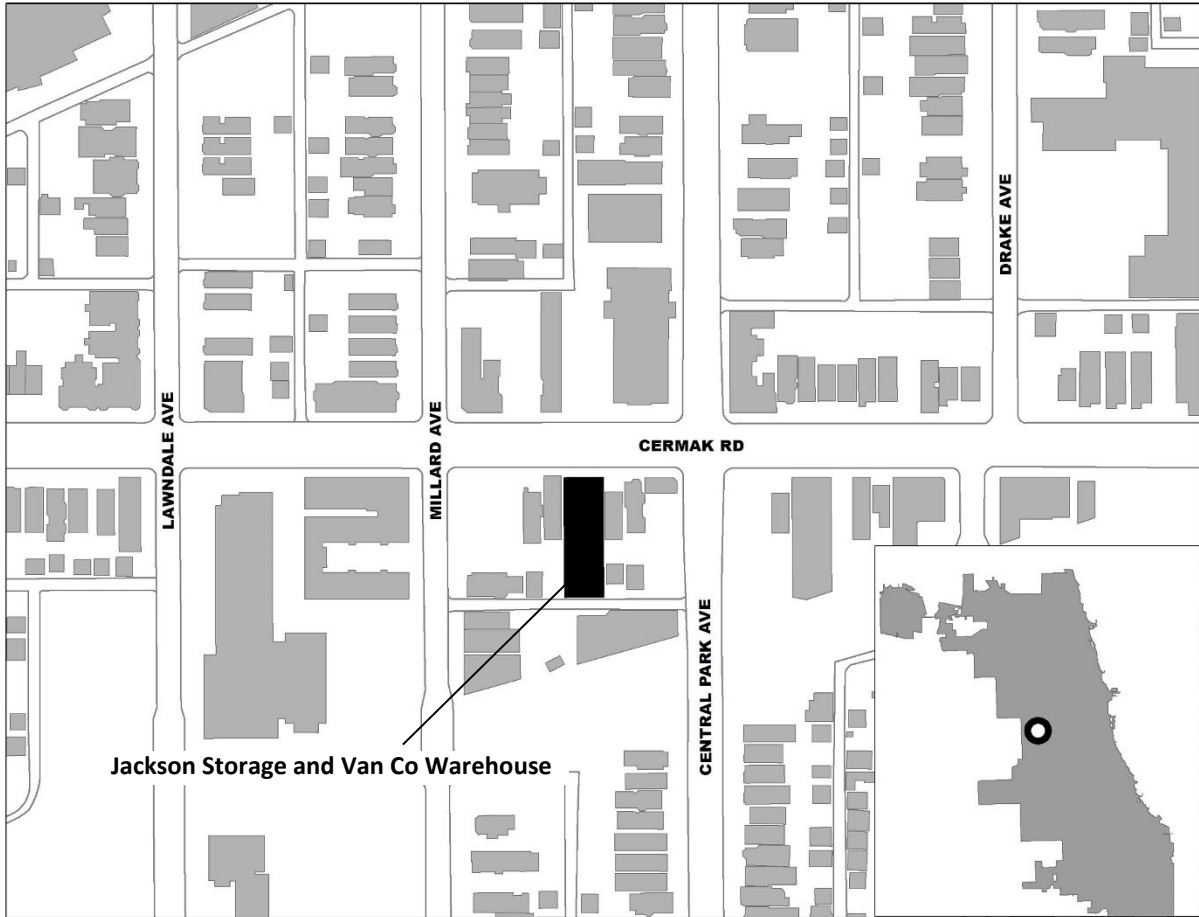 DRAKE AVE
LAWNDALE AVE
MILLARD AVE
CERMAK RD
CENTRAL PARK AVE
Jackson Storage and Van Co Warehouse